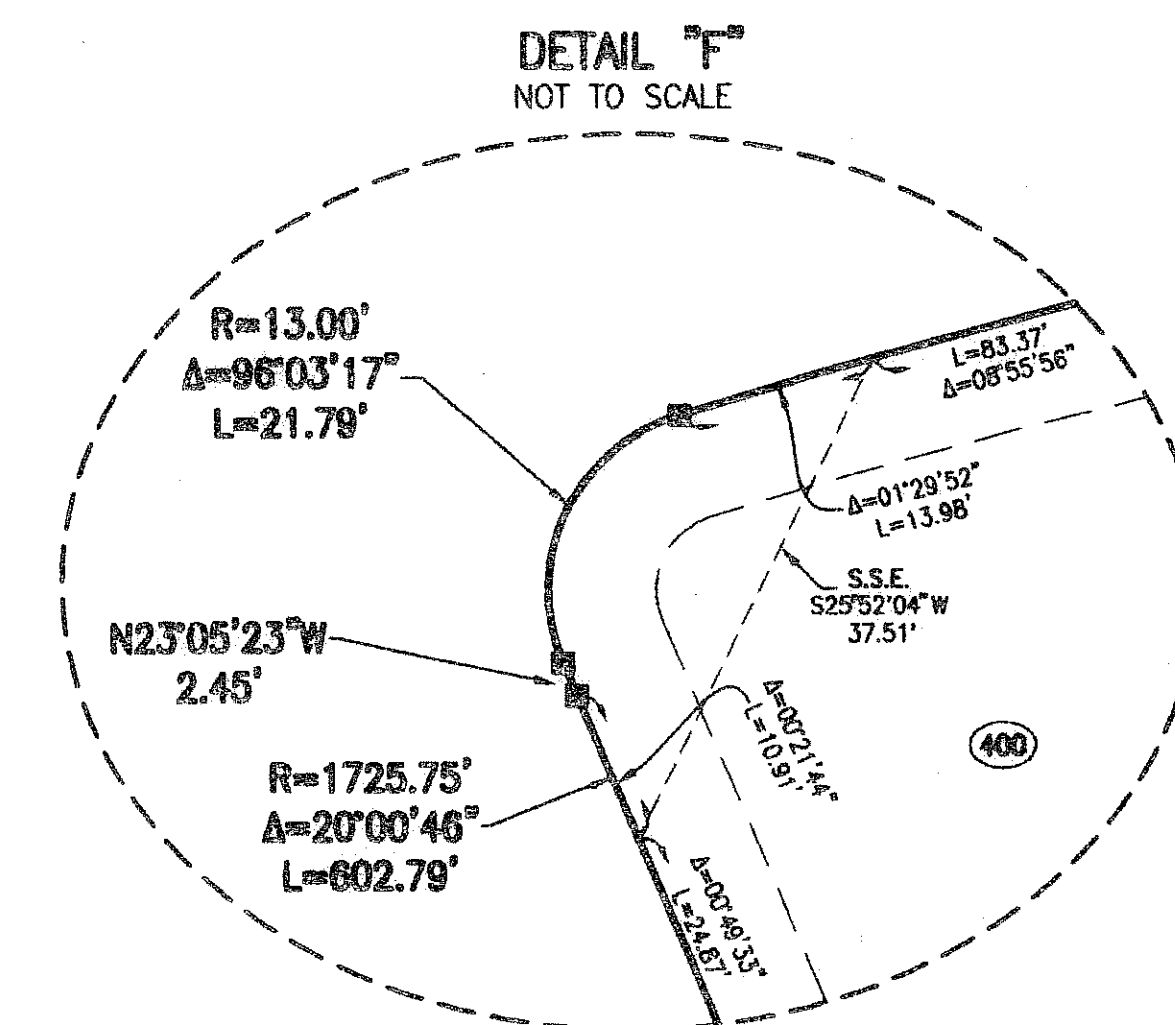 DETAIL "F"
NOT TO SCALE
R=13.00'
Δ=96°03'17"
L=21.79'
L=83.37'
Δ=08°55'56"
Δ=01°29'52"
L=13.98'
S.S.E.
S25°52'04"W
37.51'
N23°05'23"W
2.45'
Δ=00°21'44"
L=10.91'
400
R=1725.75'
Δ=20°00'46"
L=602.79'
Δ=00°49'33"
L=24.87'